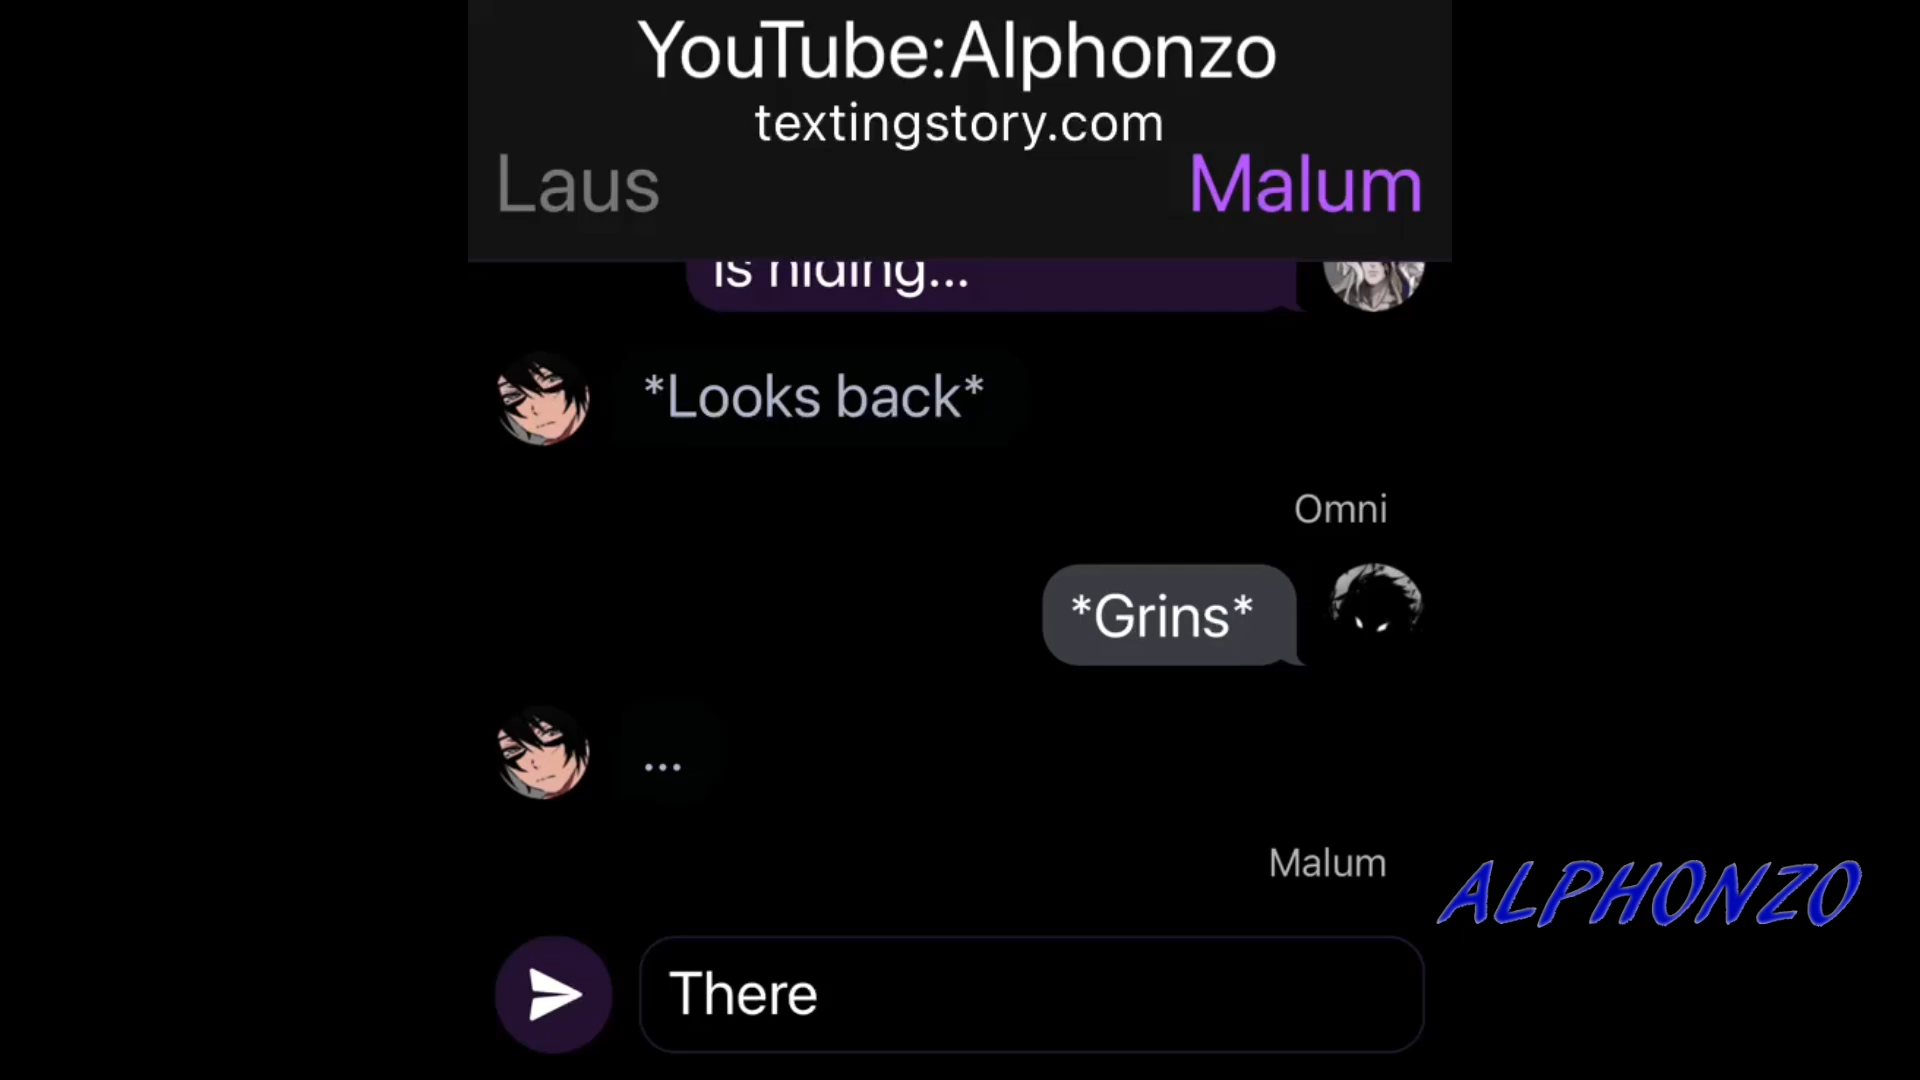 YouTube:Alphonzo
textingstory.com
Laus
Malum
is hiding...
*Looks back*
Omni
*Grins*
...
Malum
ALPHONZO
There